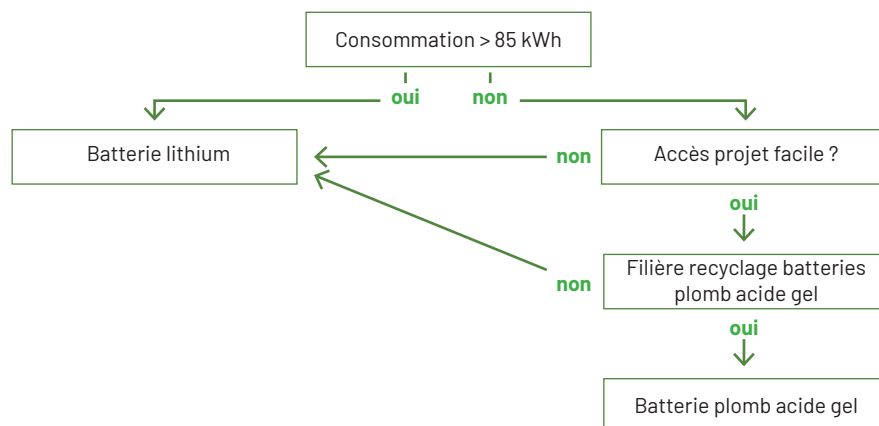 Consommation > 85 kWh
oui non
Batterie lithium
non
Accès projet facile ?
oui
Filière recyclage batteries
plomb acide gel
non
oui
Batterie plomb acide gel